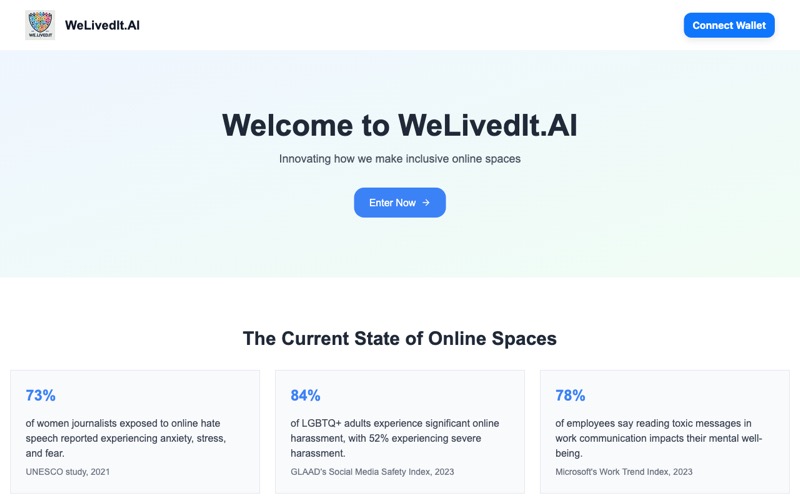 WE.LIVED.IT
WeLivedIt.AI
Connect Wallet
Welcome to WeLivedIt.AI
Innovating how we make inclusive online spaces
Enter Now →
The Current State of Online Spaces
73%
of women journalists exposed to online hate
speech reported experiencing anxiety, stress,
and fear.
UNESCO study, 2021
84%
of LGBTQ+ adults experience significant online
harassment, with 52% experiencing severe
harassment.
GLAAD's Social Media Safety Index, 2023
78%
of employees say reading toxic messages in
work communication impacts their mental well-
being.
Microsoft's Work Trend Index, 2023